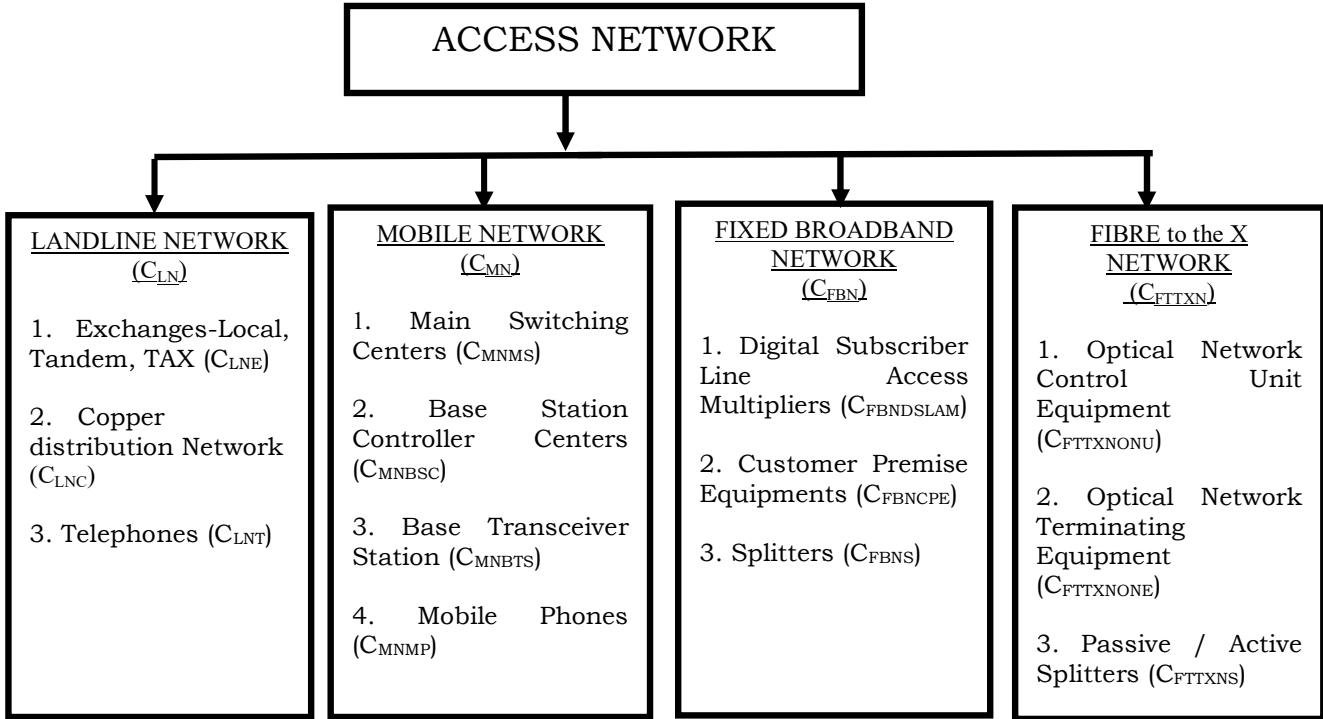 ACCESS NETWORK
LANDLINE NETWORK
(CLN)
1. Exchanges-Local,
Tandem, TAX (CLNE)
2. Copper
distribution Network
(CLNC)
3. Telephones (CLNT)
MOBILE NETWORK
(CMN)
1. Main Switching
Centers (CMNMS)
2. Base Station
Controller Centers
(CMNBSC)
3. Base Transceiver
Station (CMNBTS)
4. Mobile Phones
(CMNMP)
FIXED BROADBAND
NETWORK
(CFBN)
1. Digital Subscriber
Line Access
Multipliers (CFBNDSLAM)
2. Customer Premise
Equipments (CFBNCPE)
3. Splitters (CFBNS)
FIBRE to the X
NETWORK
(CFTTXN)
1. Optical Network
Control Unit
Equipment
(CFTTXNONU)
2. Optical Network
Terminating
Equipment
(CFTTXNONE)
3. Passive / Active
Splitters (CFTTXNS)